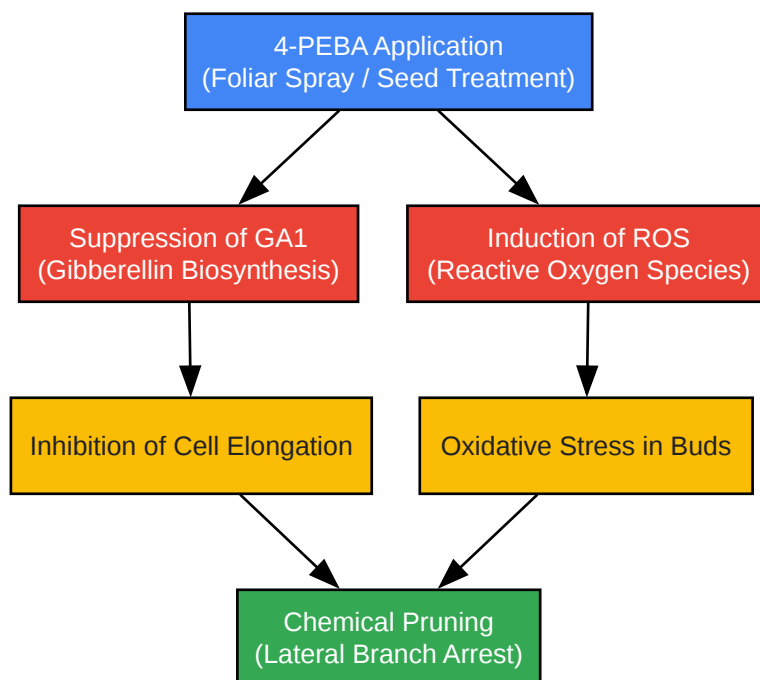 4-PEBA Application
(Foliar Spray / Seed Treatment)
Suppression of GA1
(Gibberellin Biosynthesis)
Induction of ROS
(Reactive Oxygen Species)
Inhibition of Cell Elongation
Oxidative Stress in Buds
Chemical Pruning
(Lateral Branch Arrest)